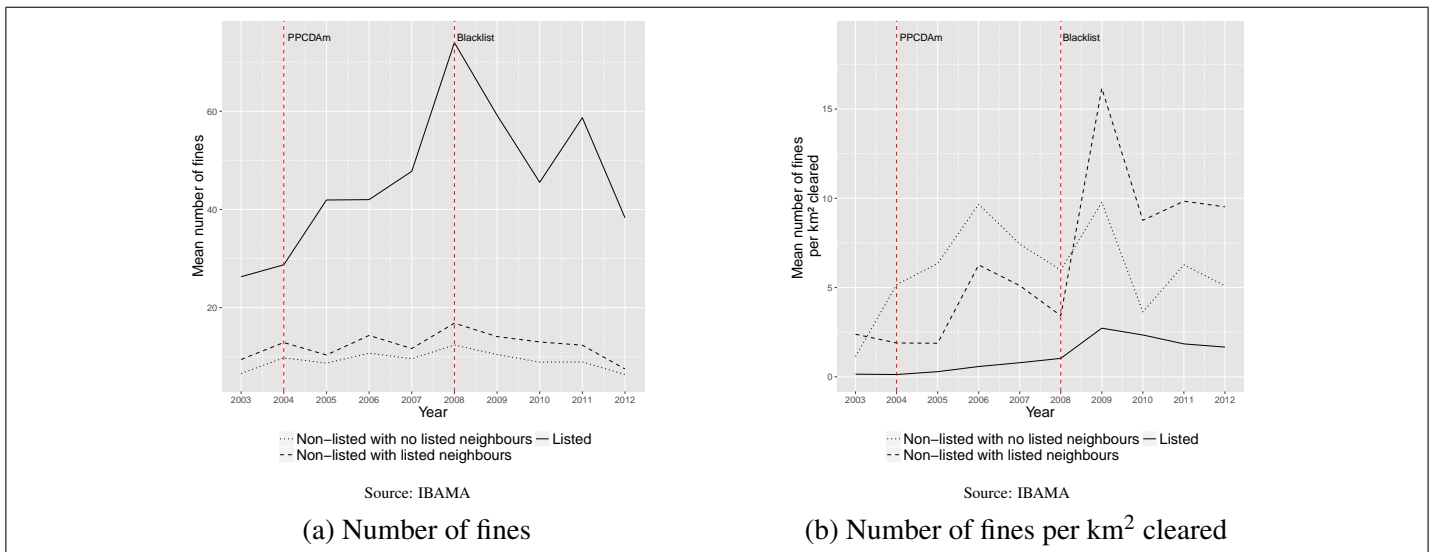 PPCDAm
Blacklist
60
40
20
Mean number of fines
2003 2004 2005 2006 2007 2008 2009 2010 2011 2012
Year
Non−listed with no listed neighbours Listed
Non−listed with listed neighbours
Source: IBAMA
(a) Number of fines
PPCDAm
Blacklist
15
10
5
0
Mean number of fines
per km² cleared
2003 2004 2005 2006 2007 2008 2009 2010 2011 2012
Year
Non−listed with no listed neighbours Listed
Non−listed with listed neighbours
Source: IBAMA
(b) Number of fines per km² cleared